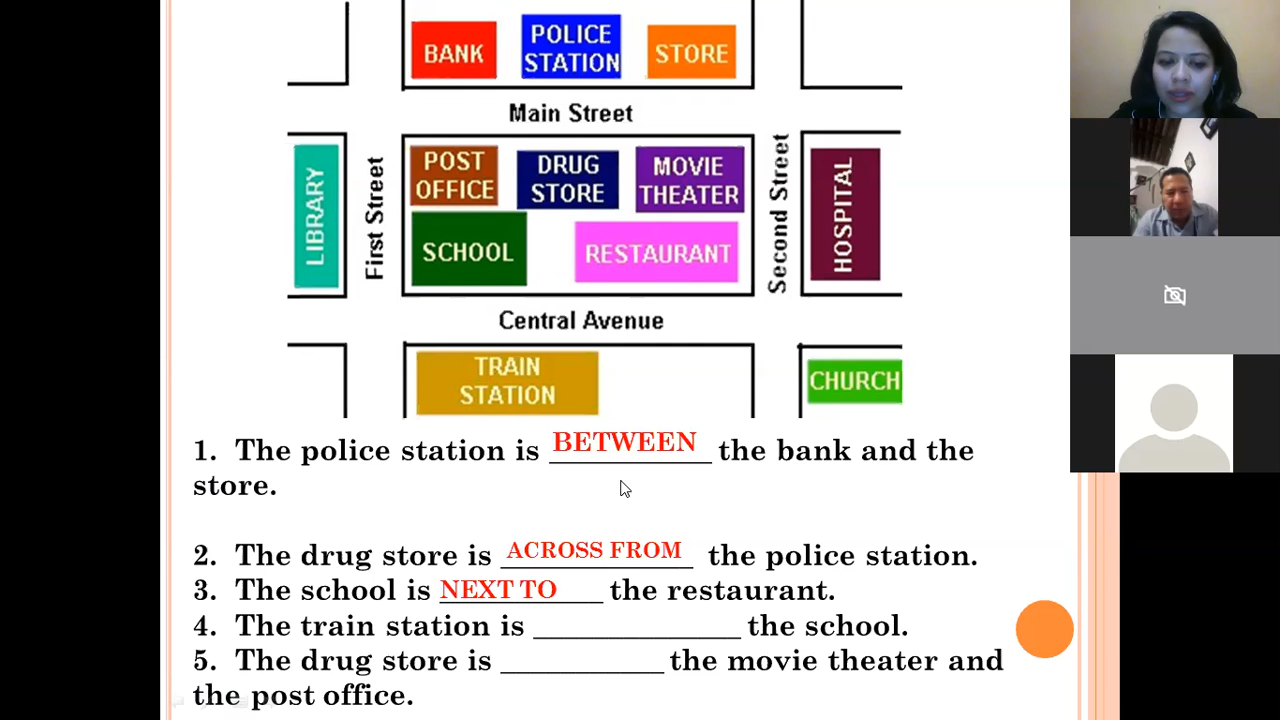 BANK
POLICE
STATION
STORE
Main Street
LIBRARY
First Street
POST
OFFICE
DRUG
STORE
MOVIE
THEATER
SCHOOL
RESTAURANT
Second Street
HOSPITAL
Central Avenue
TRAIN
STATION
CHURCH
1. The police station is BETWEEN the bank and the
store.
2. The drug store is ACROSS FROM the police station.
3. The school is NEXT TO the restaurant.
4. The train station is ______________ the school.
5. The drug store is ___________ the movie theater and
the post office.